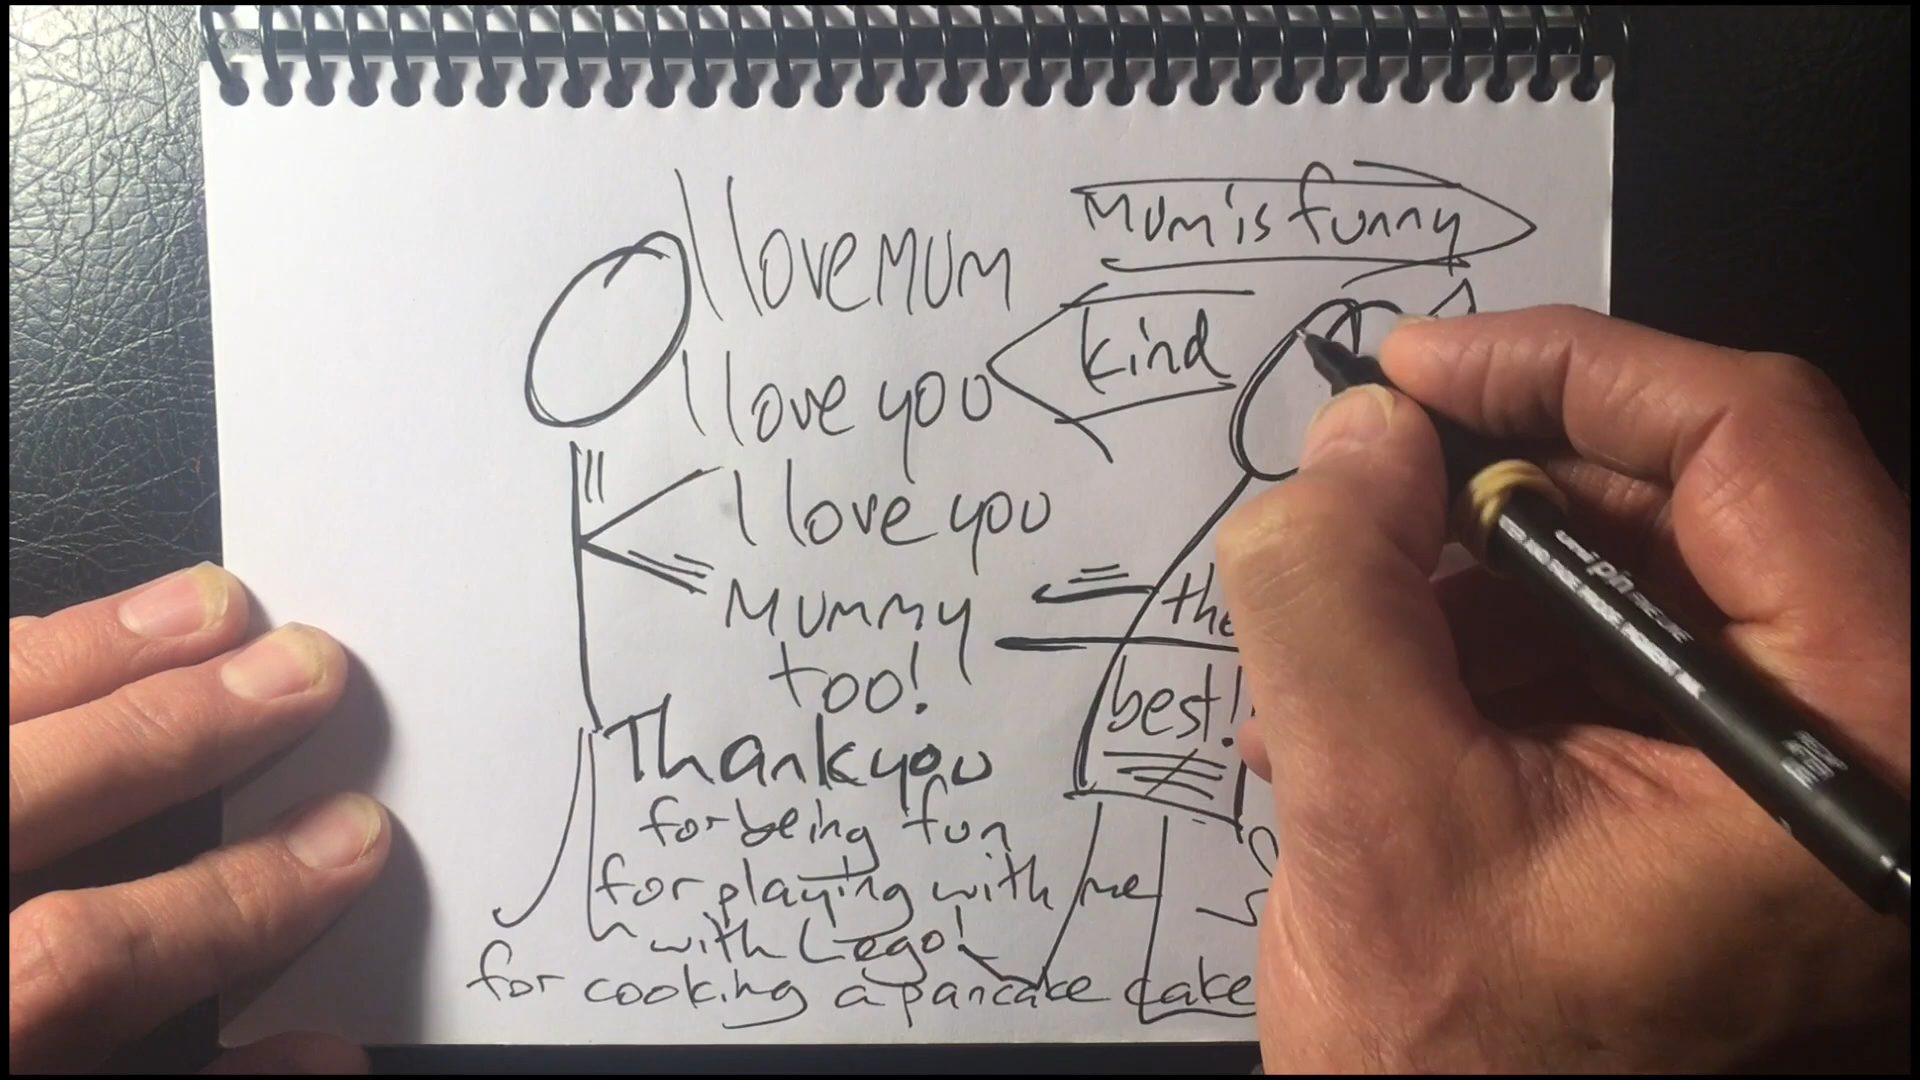 I love MUM
Mum is funny
kind
I love you
I love you
Mummy
too!
the
best!
Thank you
for being fun
for playing with me
with Lego!
for cooking a pancake cake